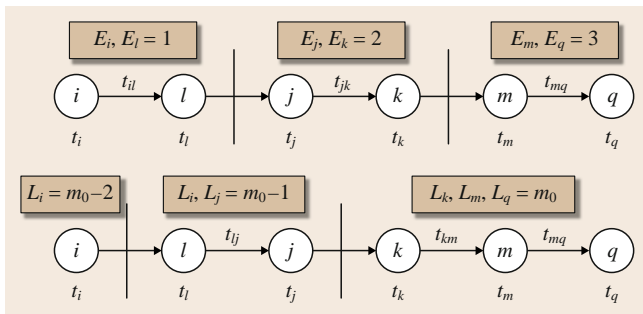 E_i, E_l = 1
E_j, E_k = 2
E_m, E_q = 3
t_il
t_jk
t_mq
i l j k m q
t_i t_l t_j t_k t_m t_q
L_i = m_0–2
L_i, L_j = m_0–1
L_k, L_m, L_q = m_0
t_lj
t_km
t_mq
i l j k m q
t_i t_l t_j t_k t_m t_q